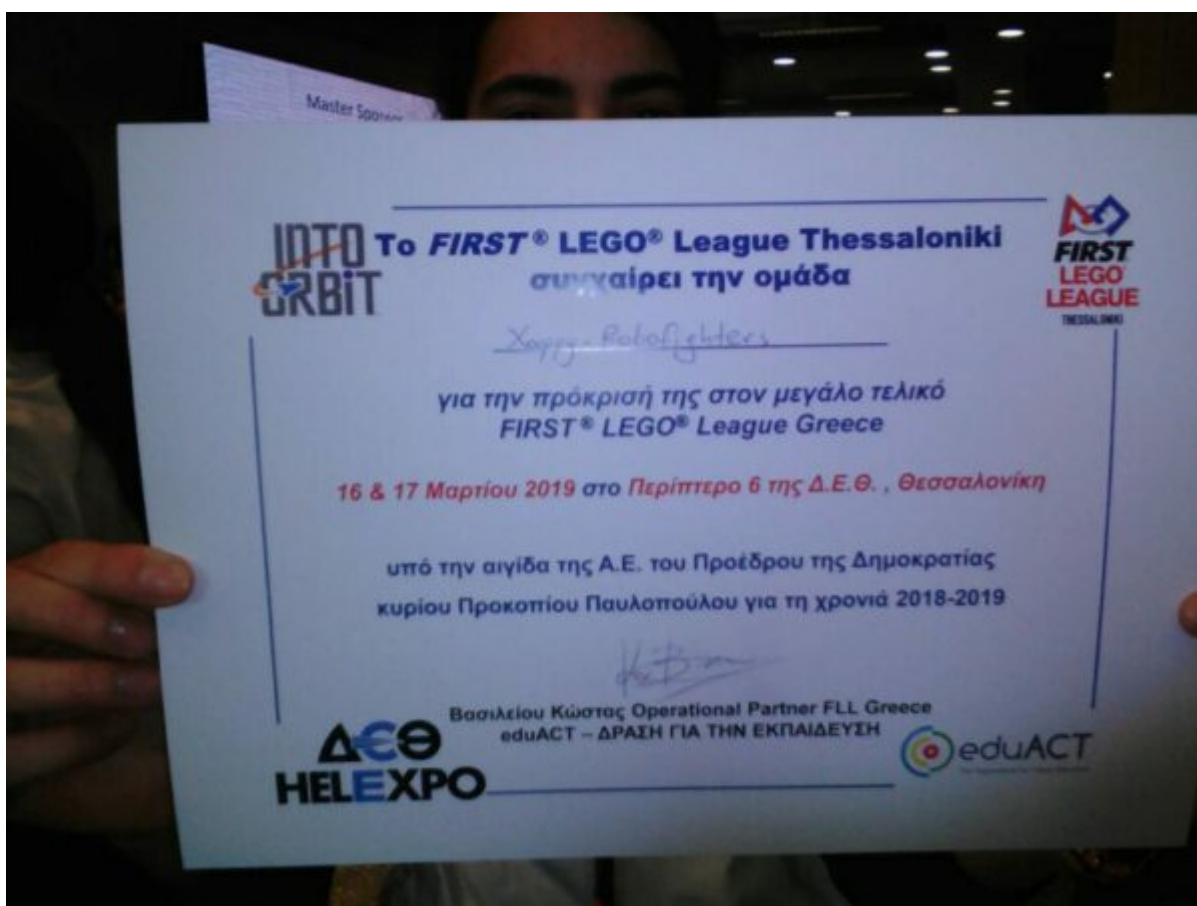 Master Sponsor
INTO
ORBiT
Το FIRST® LEGO® League Thessaloniki
συγχαίρει την ομάδα
Robofighters
για την πρόκρισή της στον μεγάλο τελικό
FIRST® LEGO® League Greece
16 & 17 Μαρτίου 2019 στο Περίπτερο 6 της Δ.Ε.Θ. , Θεσσαλονίκη
υπό την αιγίδα της Α.Ε. του Προέδρου της Δημοκρατίας
κυρίου Προκοπίου Παυλοπούλου για τη χρονιά 2018-2019
Βασιλείου Κώστας Operational Partner FLL Greece
eduACT – ΔΡΑΣΗ ΓΙΑ ΤΗΝ ΕΚΠΑΙΔΕΥΣΗ
FIRST
LEGO
LEAGUE
THESSALONIKI
ΔΕΘ
HELEXPO
eduACT